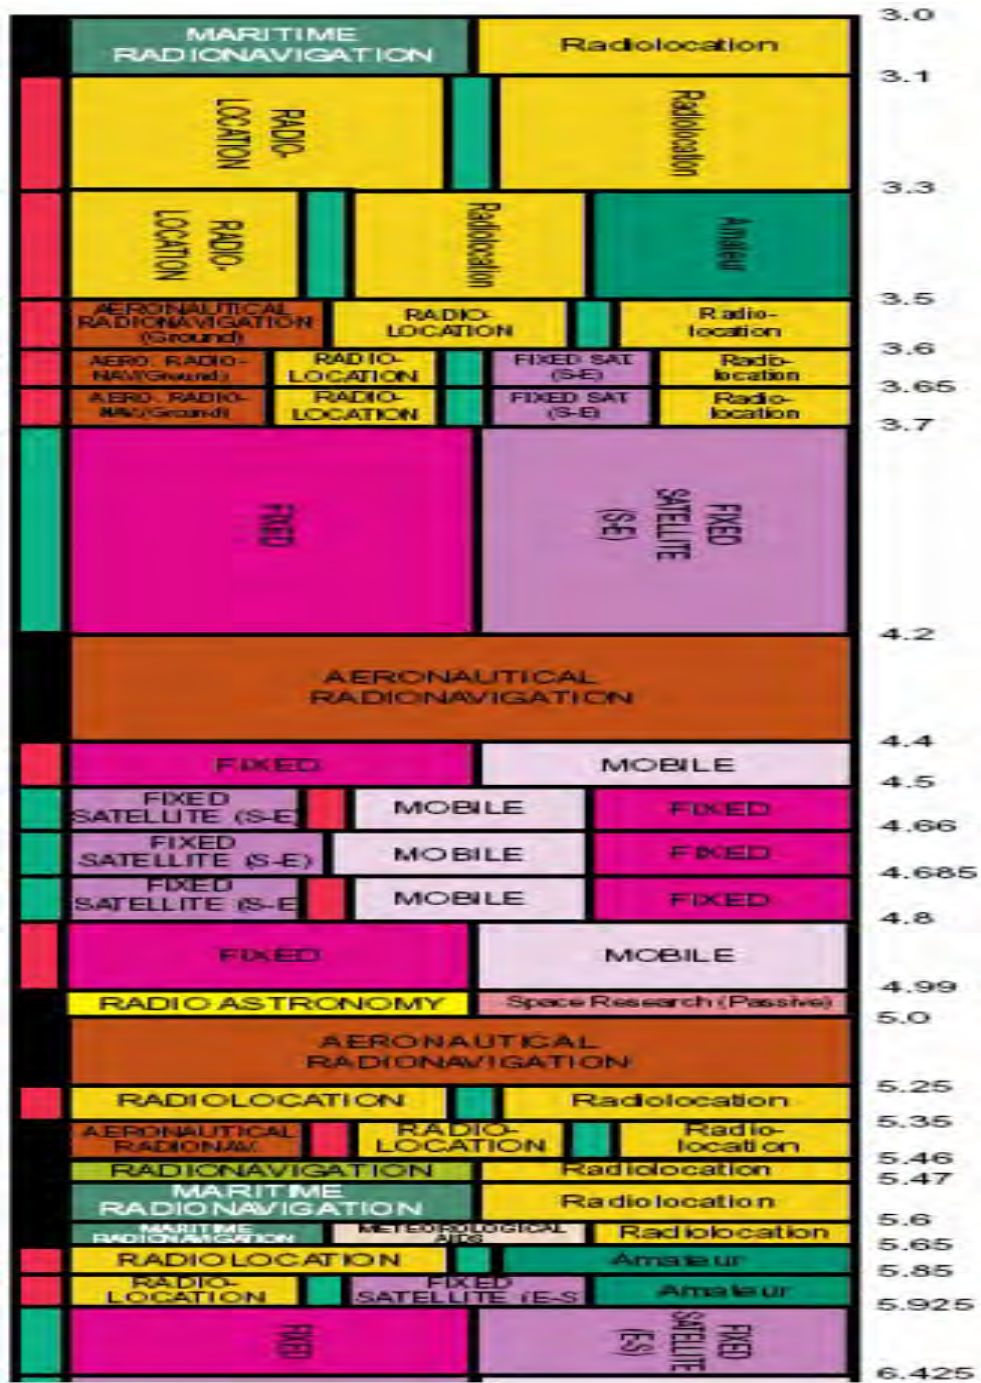 3.0
MARITIME
RADIONAVIGATION
Radiolocation
3.1
RADIO-
LOCATION
Radiolocation
3.3
RADIO-
LOCATION
Radiolocation
Amateur
3.5
AERONAUTICAL
RADIONAVIGATION
(Ground)
RADIO-
LOCATION
Radio-
location
3.6
AERO. RADIO-
NAV.(Ground)
RADIO-
LOCATION
FIXED SAT.
(S-E)
Radio-
location
3.65
AERO. RADIO-
NAV.(Ground)
RADIO-
LOCATION
FIXED SAT
(S-E)
Radio-
location
3.7
FIXED
FIXED
SATELLITE
(S-E)
4.2
AERONAUTICAL
RADIONAVIGATION
4.4
FIXED
MOBILE
4.5
FIXED
SATELLITE (S-E)
MOBILE
FIXED
4.66
FIXED
SATELLITE (S-E)
MOBILE
FIXED
4.685
FIXED
SATELLITE (S-E
MOBILE
FIXED
4.8
FIXED
MOBILE
4.99
RADIO ASTRONOMY
Space Research (Passive)
5.0
AERONAUTICAL
RADIONAVIGATION
5.25
RADIOLOCATION
Radiolocation
5.35
AERONAUTICAL
RADIONAV.
RADIO-
LOCATION
Radio-
location
5.46
RADIONAVIGATION
Radiolocation
5.47
MARITIME
RADIONAVIGATION
Radiolocation
5.6
MARITIME
RADIONAVIGATION
METEOROLOGICAL
AIDS
Radiolocation
5.65
RADIOLOCATION
Amateur
5.85
RADIO-
LOCATION
FIXED
SATELLITE (E-S
Amateur
5.925
FIXED
FIXED
SATELLITE
(E-S)
6.425